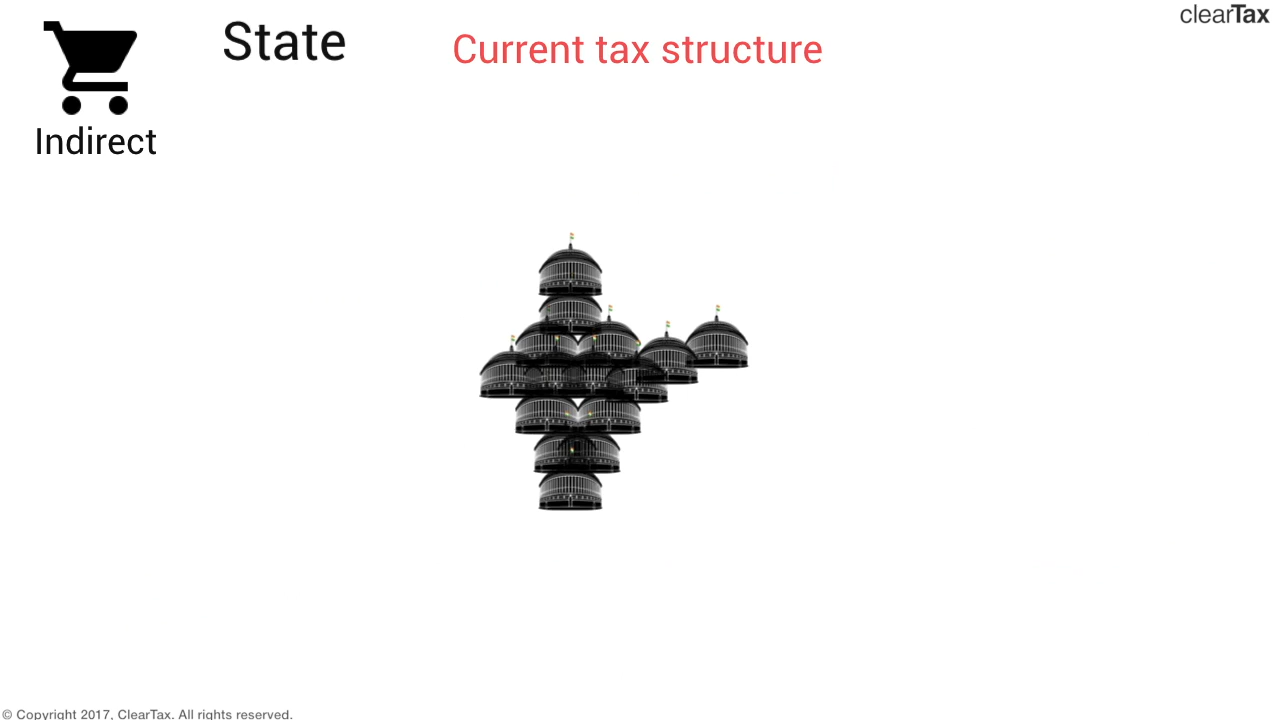 clearTax
State
Current tax structure
Indirect
© Copyright 2017, ClearTax. All rights reserved.